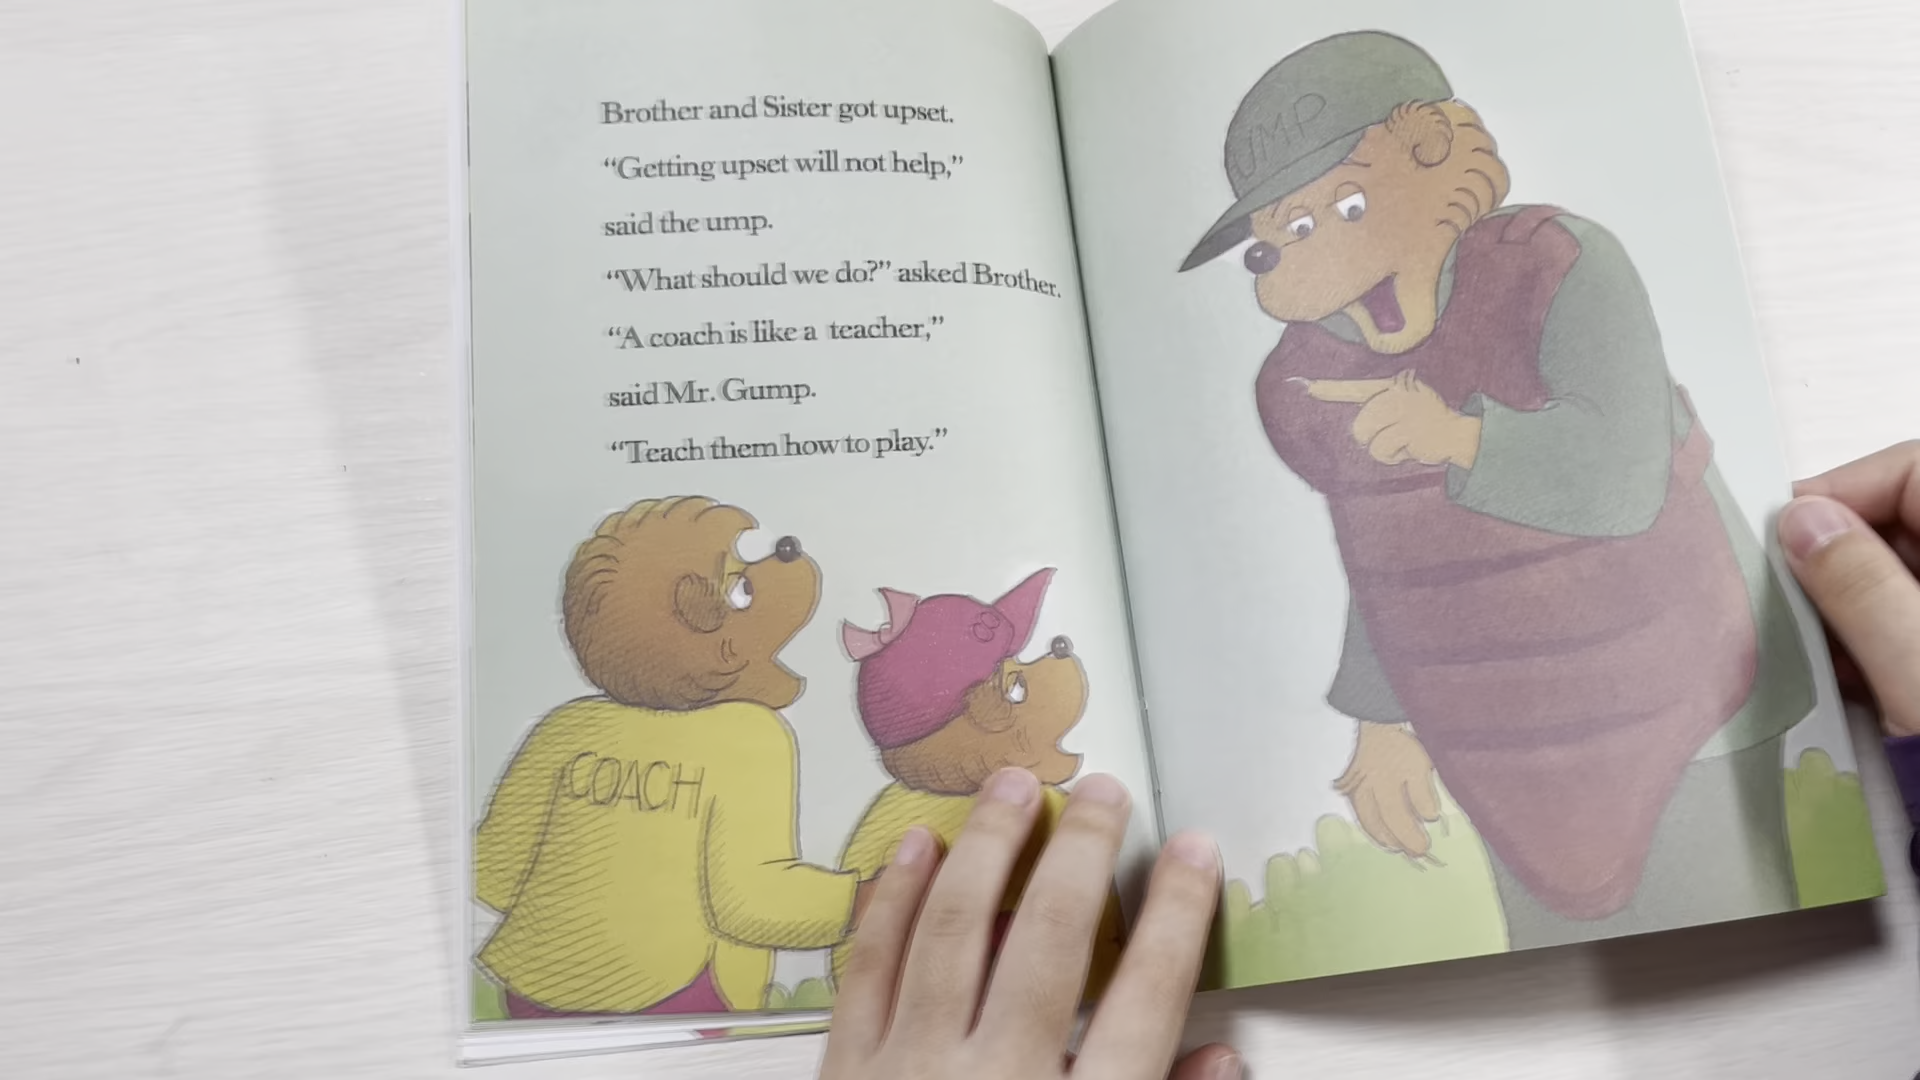 Brother and Sister got upset.
“Getting upset will not help,”
said the ump.
“What should we do?” asked Brother.
“A coach is like a teacher,”
said Mr. Gump.
“Teach them how to play.”
COACH
UMP